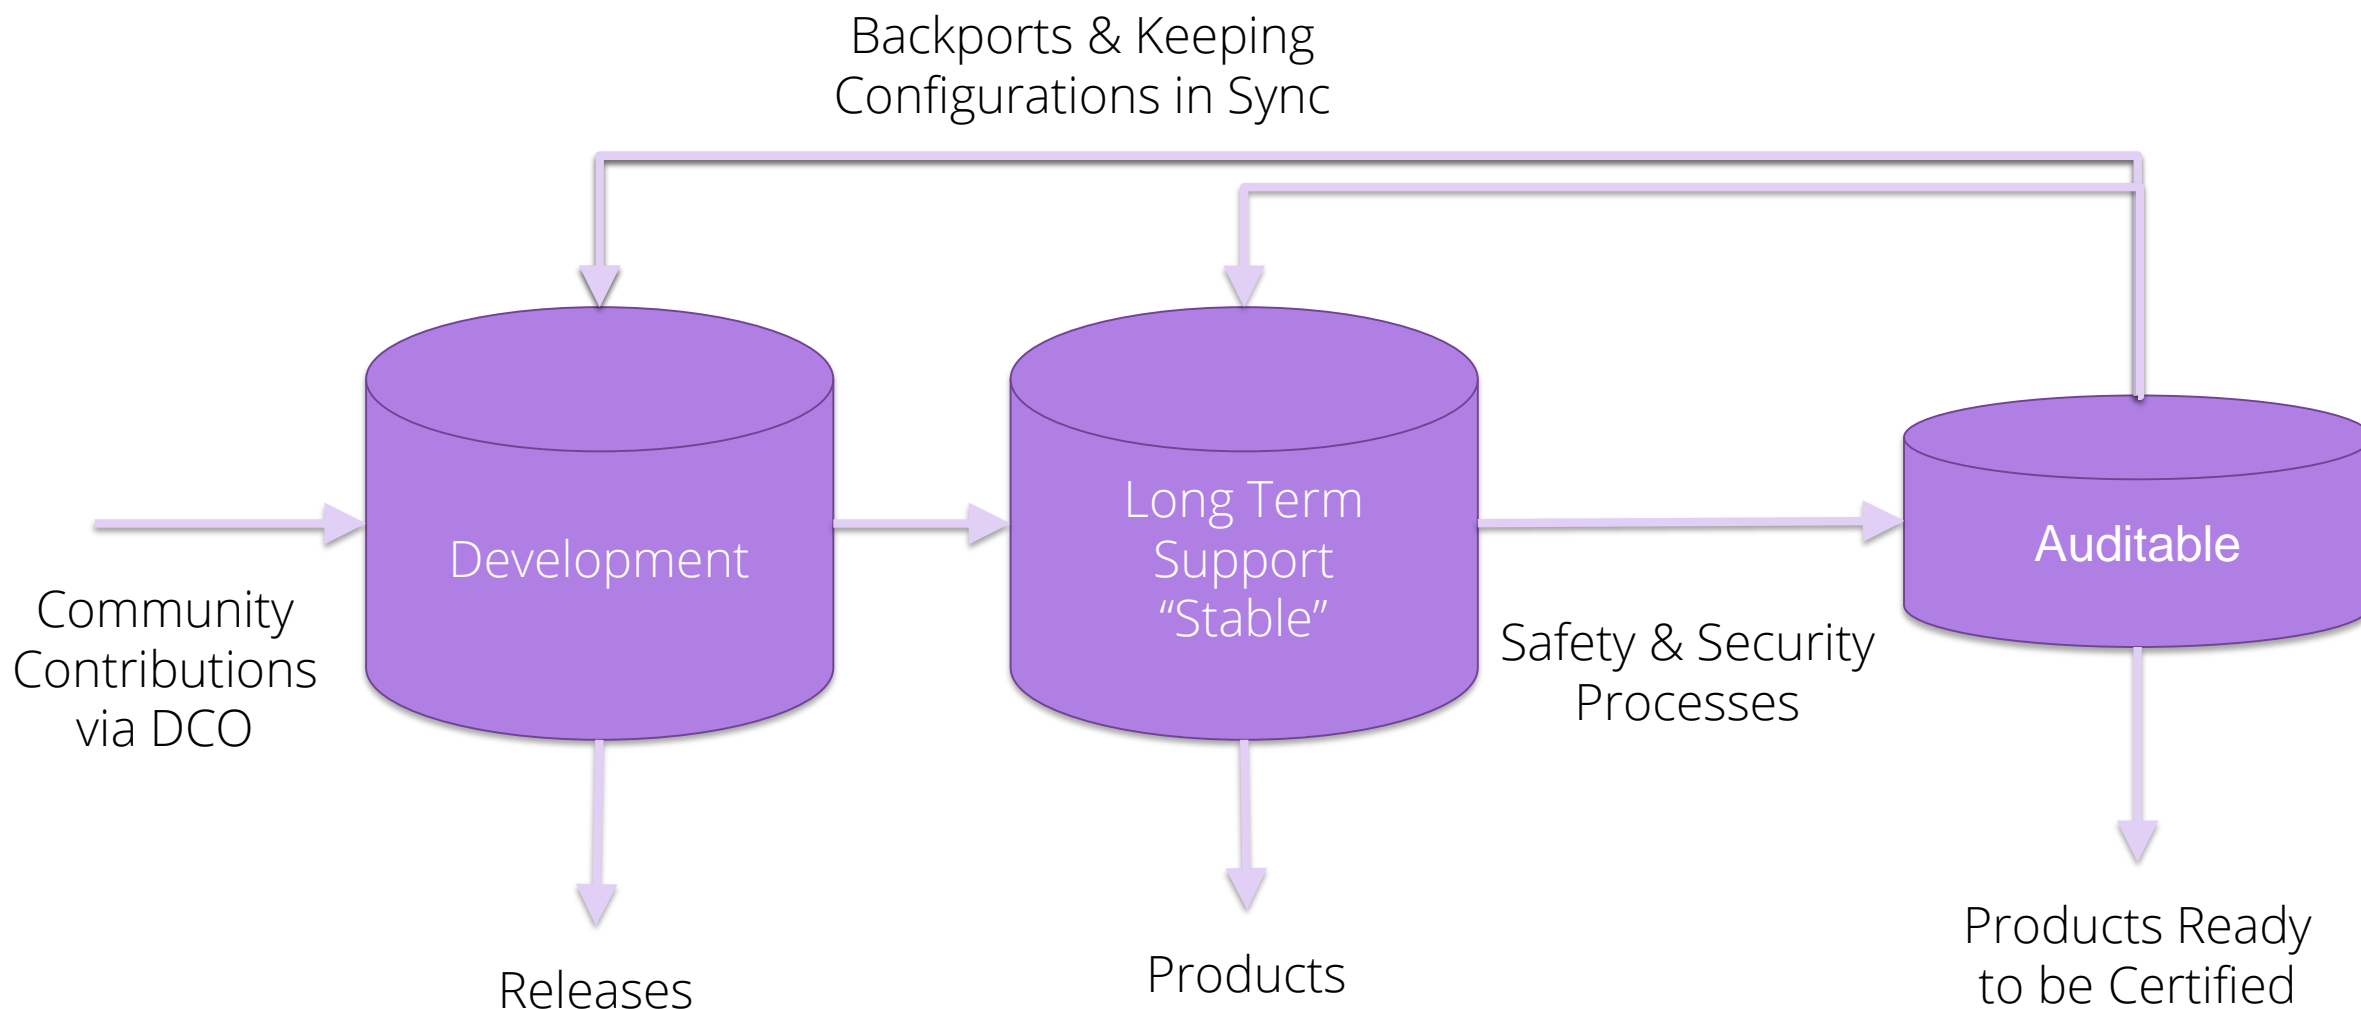 Backports & Keeping
Configurations in Sync
Development
Long Term
Support
“Stable”
Auditable
Community
Contributions
via DCO
Safety & Security
Processes
Releases
Products
Products Ready
to be Certified